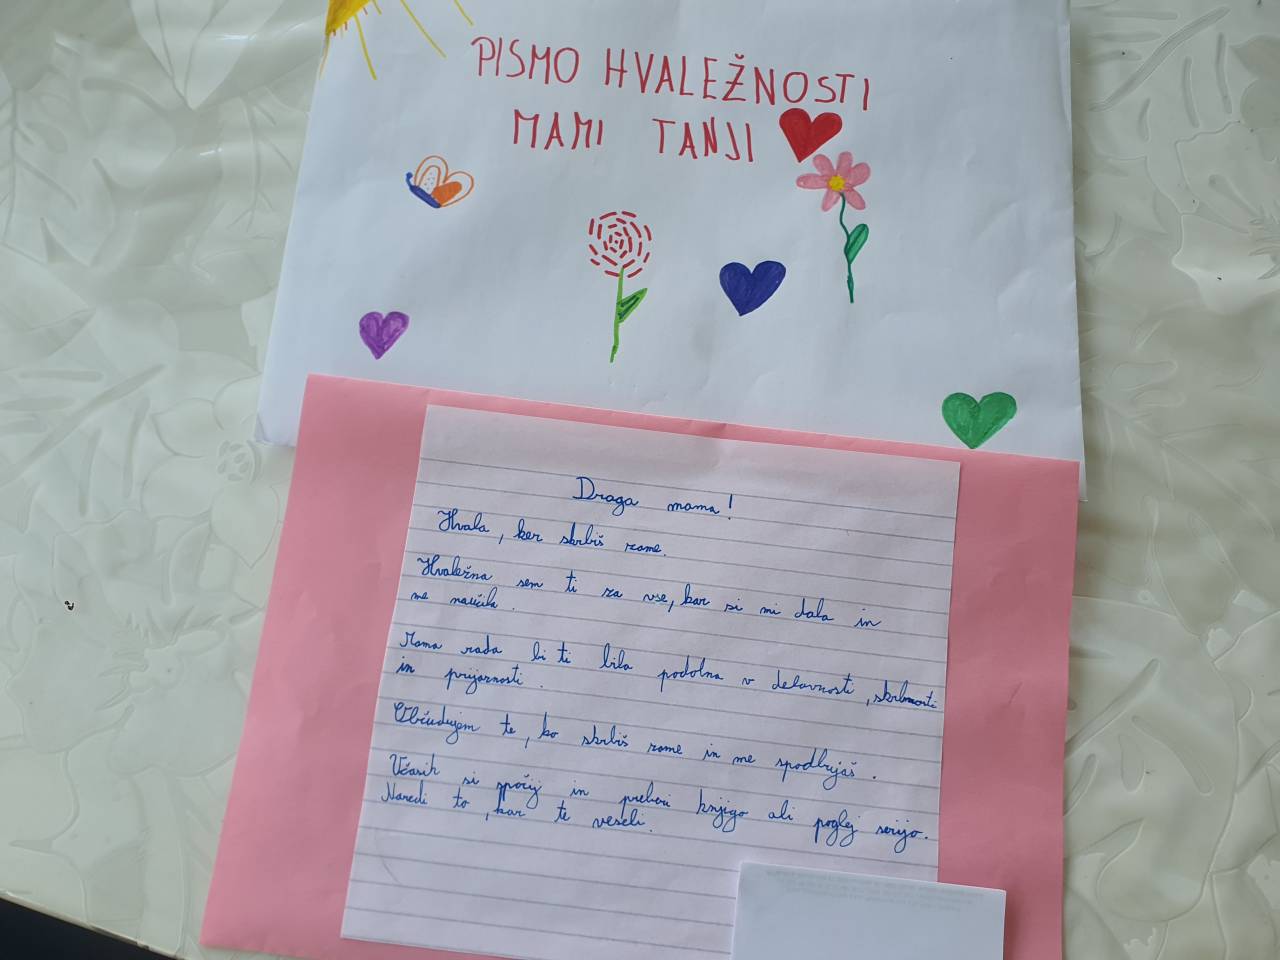 PISMO HVALEŽNOSTI
MAMI TANJI
Draga mama!
Hvala, ker skrbiš zame.
Hvaležna sem ti za vse, kar si mi dala in
me naučila.
Sama rada bi ti bila podobna v delavnosti, skrbnosti
in prijaznosti.
Občudujem te, ko skrbiš zame in me spodbujaš.
Včasih si spočij in preberi knjigo ali poglej serijo.
Naredi to, kar te veseli.